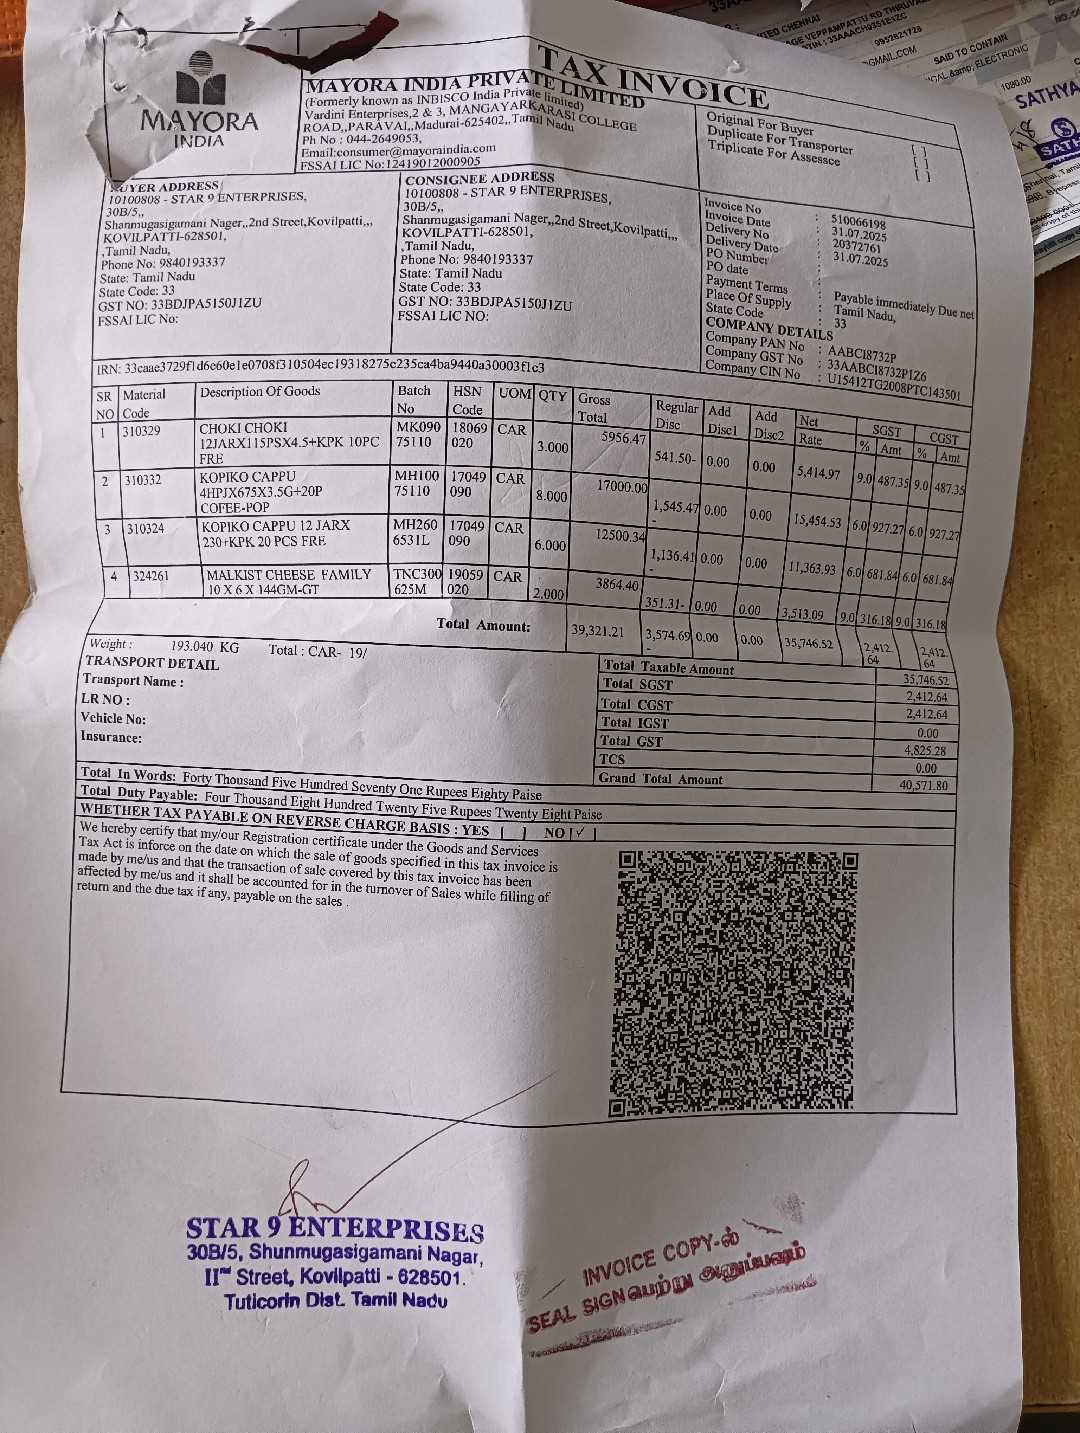 MAYORA
INDIA
TAX INVOICE
MAYORA INDIA PRIVATE LIMITED
(Formerly known as INBISCO India Private limited)
Vardini Enterprises,2 & 3, MANGAYARKARASI COLLEGE
ROAD,,PARAVAI,,Madurai-625402,,Tamil Nadu
Ph No : 044-2649053,
Email:consumer@mayoraindia.com
FSSAI LIC No:12419012000905
Original For Buyer [ ]
Duplicate For Transporter [ ]
Triplicate For Assessce [ ]
BUYER ADDRESS
10100808 - STAR 9 ENTERPRISES,
30B/5,,
Shanmugasigamani Nager,,2nd Street,Kovilpatti,,,
KOVILPATTI-628501,
,Tamil Nadu,
Phone No: 9840193337
State: Tamil Nadu
State Code: 33
GST NO: 33BDJPA5150J1ZU
FSSAI LIC No:
CONSIGNEE ADDRESS
10100808 - STAR 9 ENTERPRISES,
30B/5,,
Shanmugasigamani Nager,,2nd Street,Kovilpatti,,,
KOVILPATTI-628501,
,Tamil Nadu,
Phone No: 9840193337
State: Tamil Nadu
State Code: 33
GST NO: 33BDJPA5150J1ZU
FSSAI LIC NO:
Invoice No : 510066198
Invoice Date : 31.07.2025
Delivery No : 20372761
Delivery Date : 31.07.2025
PO Number :
PO date :
Payment Terms : Payable immediately Due net
Place Of Supply : Tamil Nadu,
State Code : 33
COMPANY DETAILS
Company PAN No : AABCI8732P
Company GST No : 33AABCI8732P1Z6
Company CIN No : U15412TG2008PTC143501
IRN: 33caae3729f1d6e60e1e0708f310504ec19318275c235ca4ba9440a30003f1c3
SR NO Material Code Description Of Goods Batch No HSN Code UOM QTY Gross Total Regular Disc Add Disc1 Add Disc2 Net Rate SGST % Amt CGST % Amt
1 310329 CHOKI CHOKI MK090 18069 CAR 3.000 5956.47 541.50- 0.00 0.00 5,414.97 9.0 487.35 9.0 487.35
12JARX115PSX4.5+KPK 10PC 75110 020
FRE
2 310332 KOPIKO CAPPU MH100 17049 CAR 8.000 17000.00 1,545.47 - 0.00 0.00 15,454.53 6.0 927.27 6.0 927.27
4HPJX675X3.5G+20P 75110 090
COFEE-POP
3 310324 KOPIKO CAPPU 12 JARX MH260 17049 CAR 6.000 12500.34 1,136.41 - 0.00 0.00 11,363.93 6.0 681.84 6.0 681.84
230+KPK 20 PCS FRE 6531L 090
4 324261 MALKIST CHEESE FAMILY TNC300 19059 CAR 2.000 3864.40 351.31- 0.00 0.00 3,513.09 9.0 316.18 9.0 316.18
10 X 6 X 144GM-GT 625M 020
Total Amount: 39,321.21 3,574.69 - 0.00 0.00 35,746.52 2,412. 64 2,412. 64
Weight : 193.040 KG Total : CAR- 19/
TRANSPORT DETAIL
Transport Name :
LR NO :
Vehicle No:
Insurance:
Total Taxable Amount 35,746.52
Total SGST 2,412.64
Total CGST 2,412.64
Total IGST 0.00
Total GST 4,825.28
TCS 0.00
Grand Total Amount 40,571.80
Total In Words: Forty Thousand Five Hundred Seventy One Rupees Eighty Paise
Total Duty Payable: Four Thousand Eight Hundred Twenty Five Rupees Twenty Eight Paise
WHETHER TAX PAYABLE ON REVERSE CHARGE BASIS : YES [ ] NO [✓]
We hereby certify that my/our Registration certificate under the Goods and Services
Tax Act is inforce on the date on which the sale of goods specified in this tax invoice is
made by me/us and that the transaction of sale covered by this tax invoice has been
affected by me/us and it shall be accounted for in the turnover of Sales while filling of
return and the due tax if any, payable on the sales .
STAR 9 ENTERPRISES
30B/5, Shunmugasigamani Nagar,
IInd Street, Kovilpatti - 628501.
Tuticorin Dist. Tamil Nadu
INVOICE COPY-ல்
SEAL SIGN பெற்று அனுப்பவும்
9952821728
@GMAIL.COM
SAID TO CONTAIN
ELECTRONIC
1090.00
SATHYA